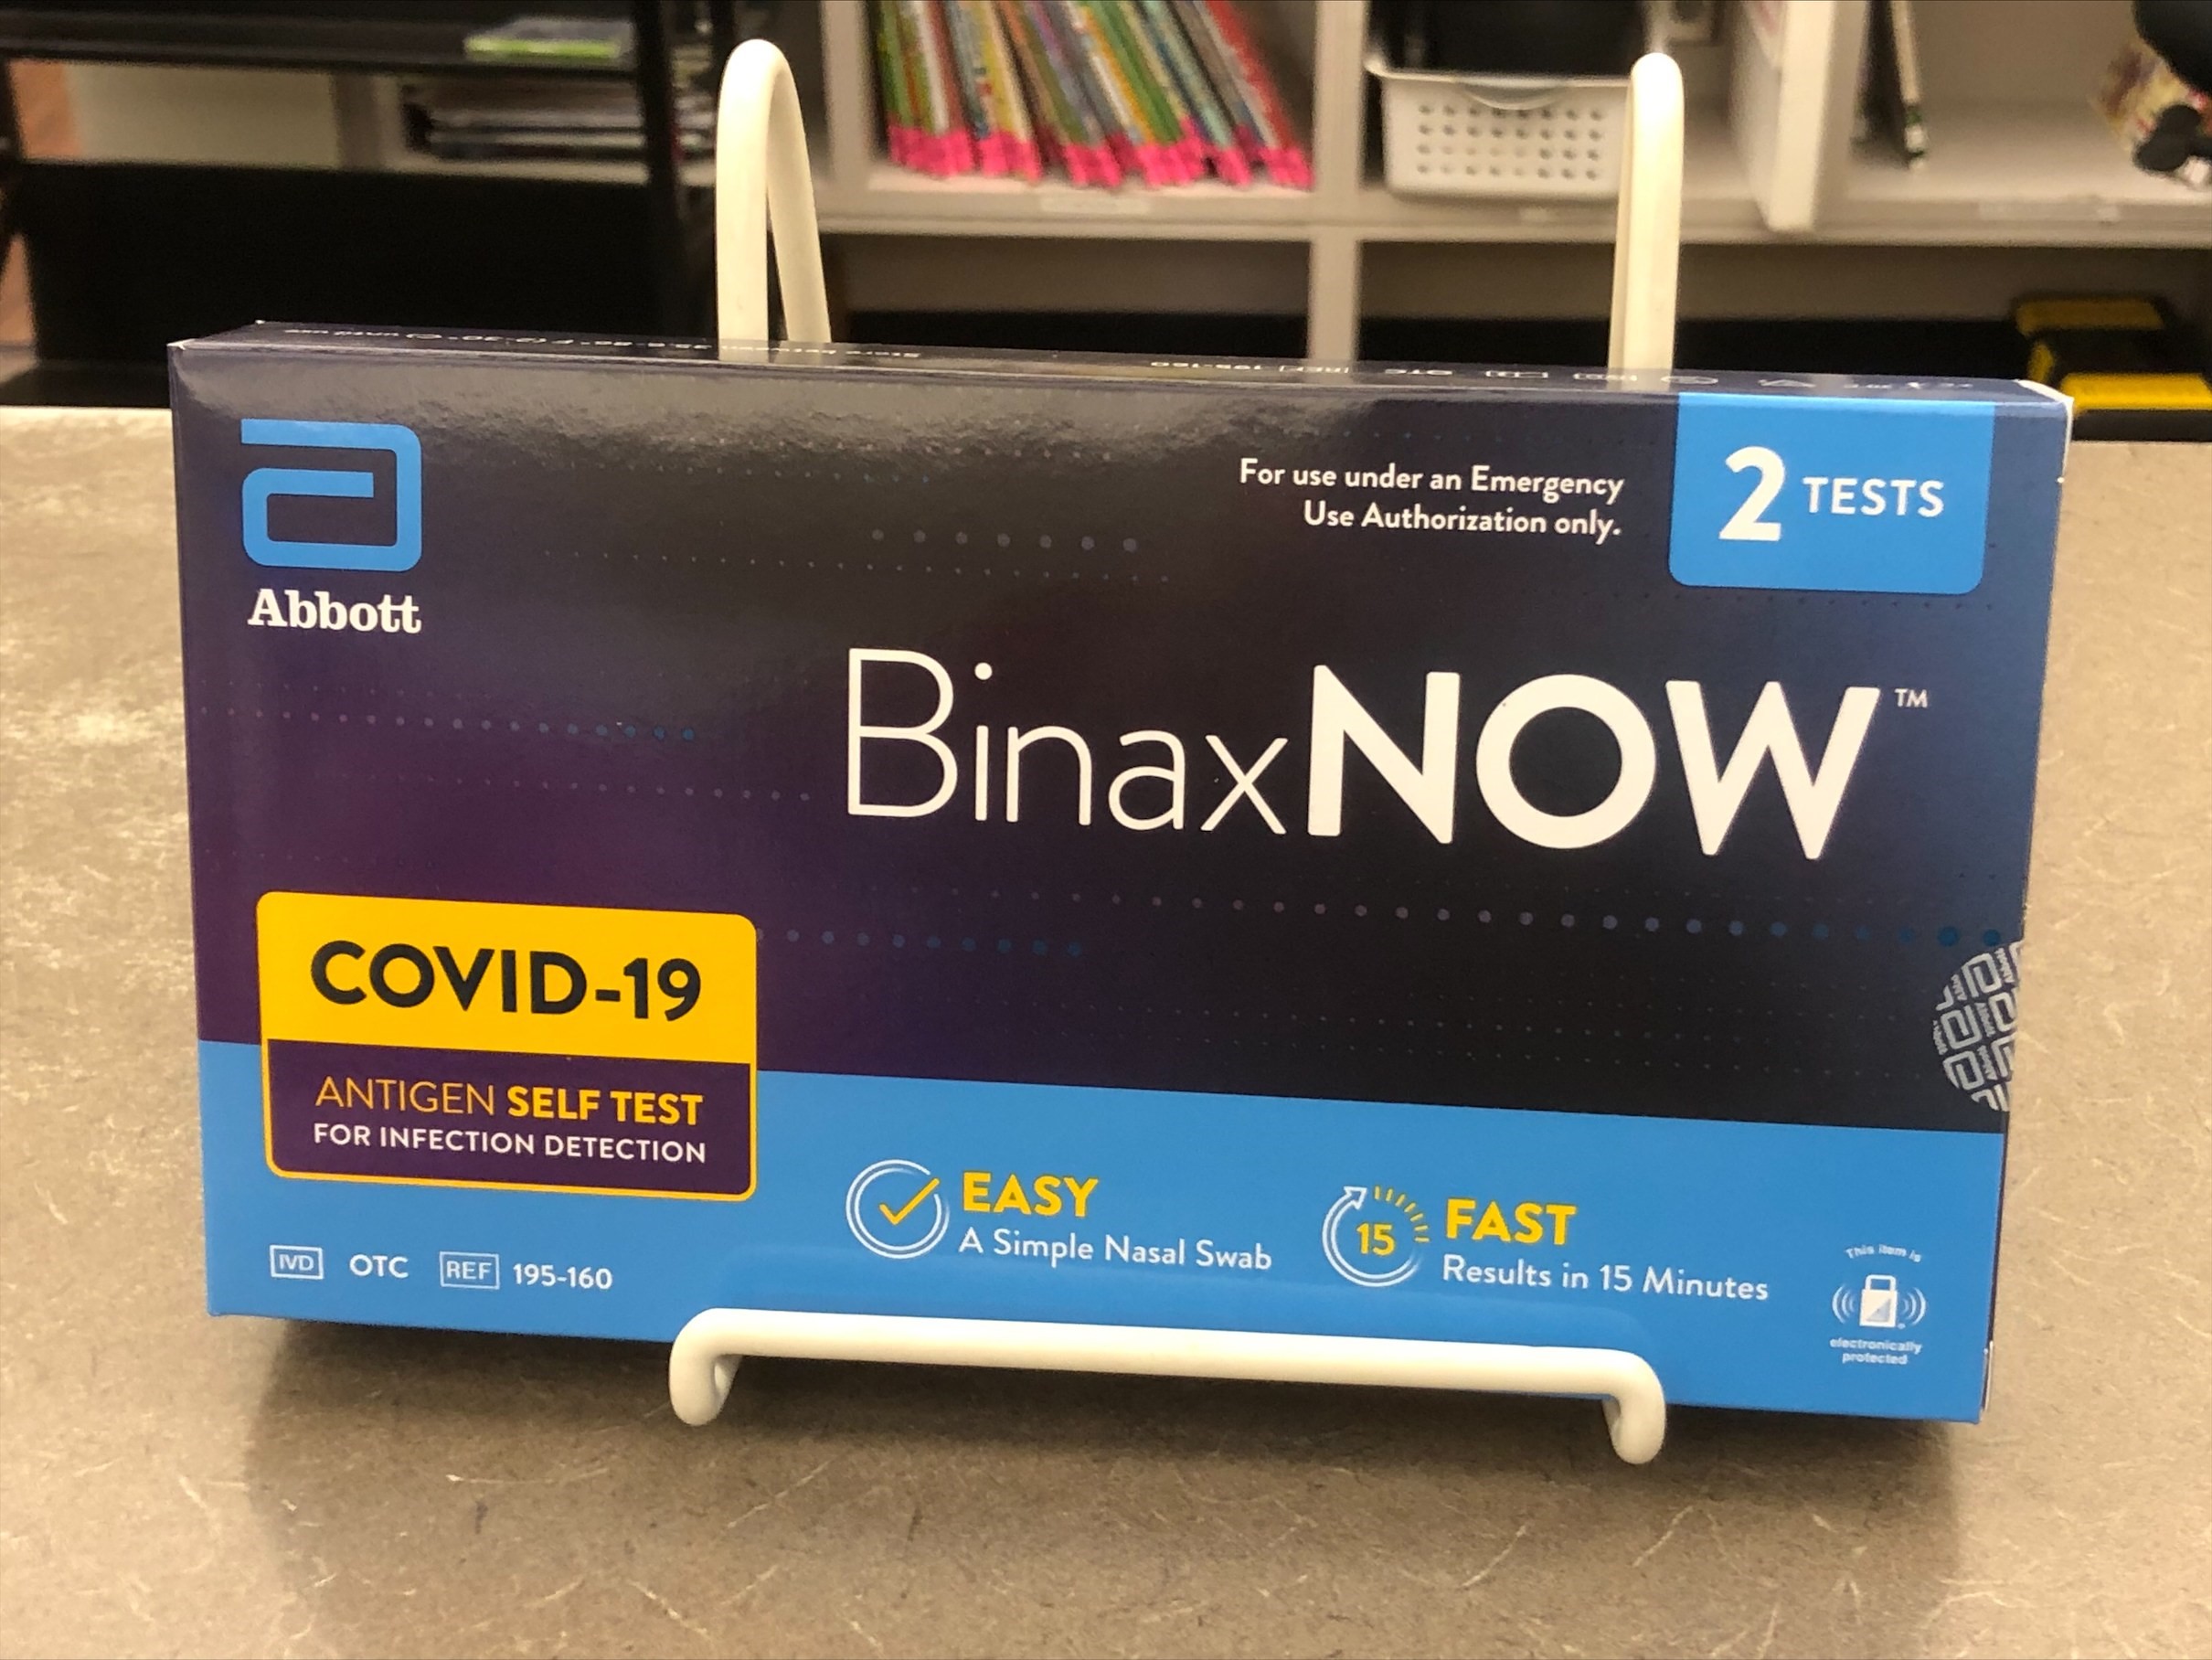 Abbott
For use under an Emergency
Use Authorization only.
2 TESTS
BinaxNOW™
COVID-19
ANTIGEN SELF TEST
FOR INFECTION DETECTION
IVD OTC REF 195-160
EASY
A Simple Nasal Swab
15
FAST
Results in 15 Minutes
This item is
electronically
protected